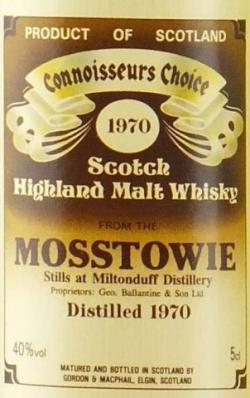 PRODUCT OF SCOTLAND
Connoisseurs Choice
1970
Scotch
Highland Malt Whisky
FROM THE
MOSSTOWIE
Stills at Miltonduff Distillery
Proprietors: Geo. Ballantine & Son Ltd.
Distilled 1970
40%vol 5cl
MATURED AND BOTTLED IN SCOTLAND BY
GORDON & MACPHAIL, ELGIN, SCOTLAND